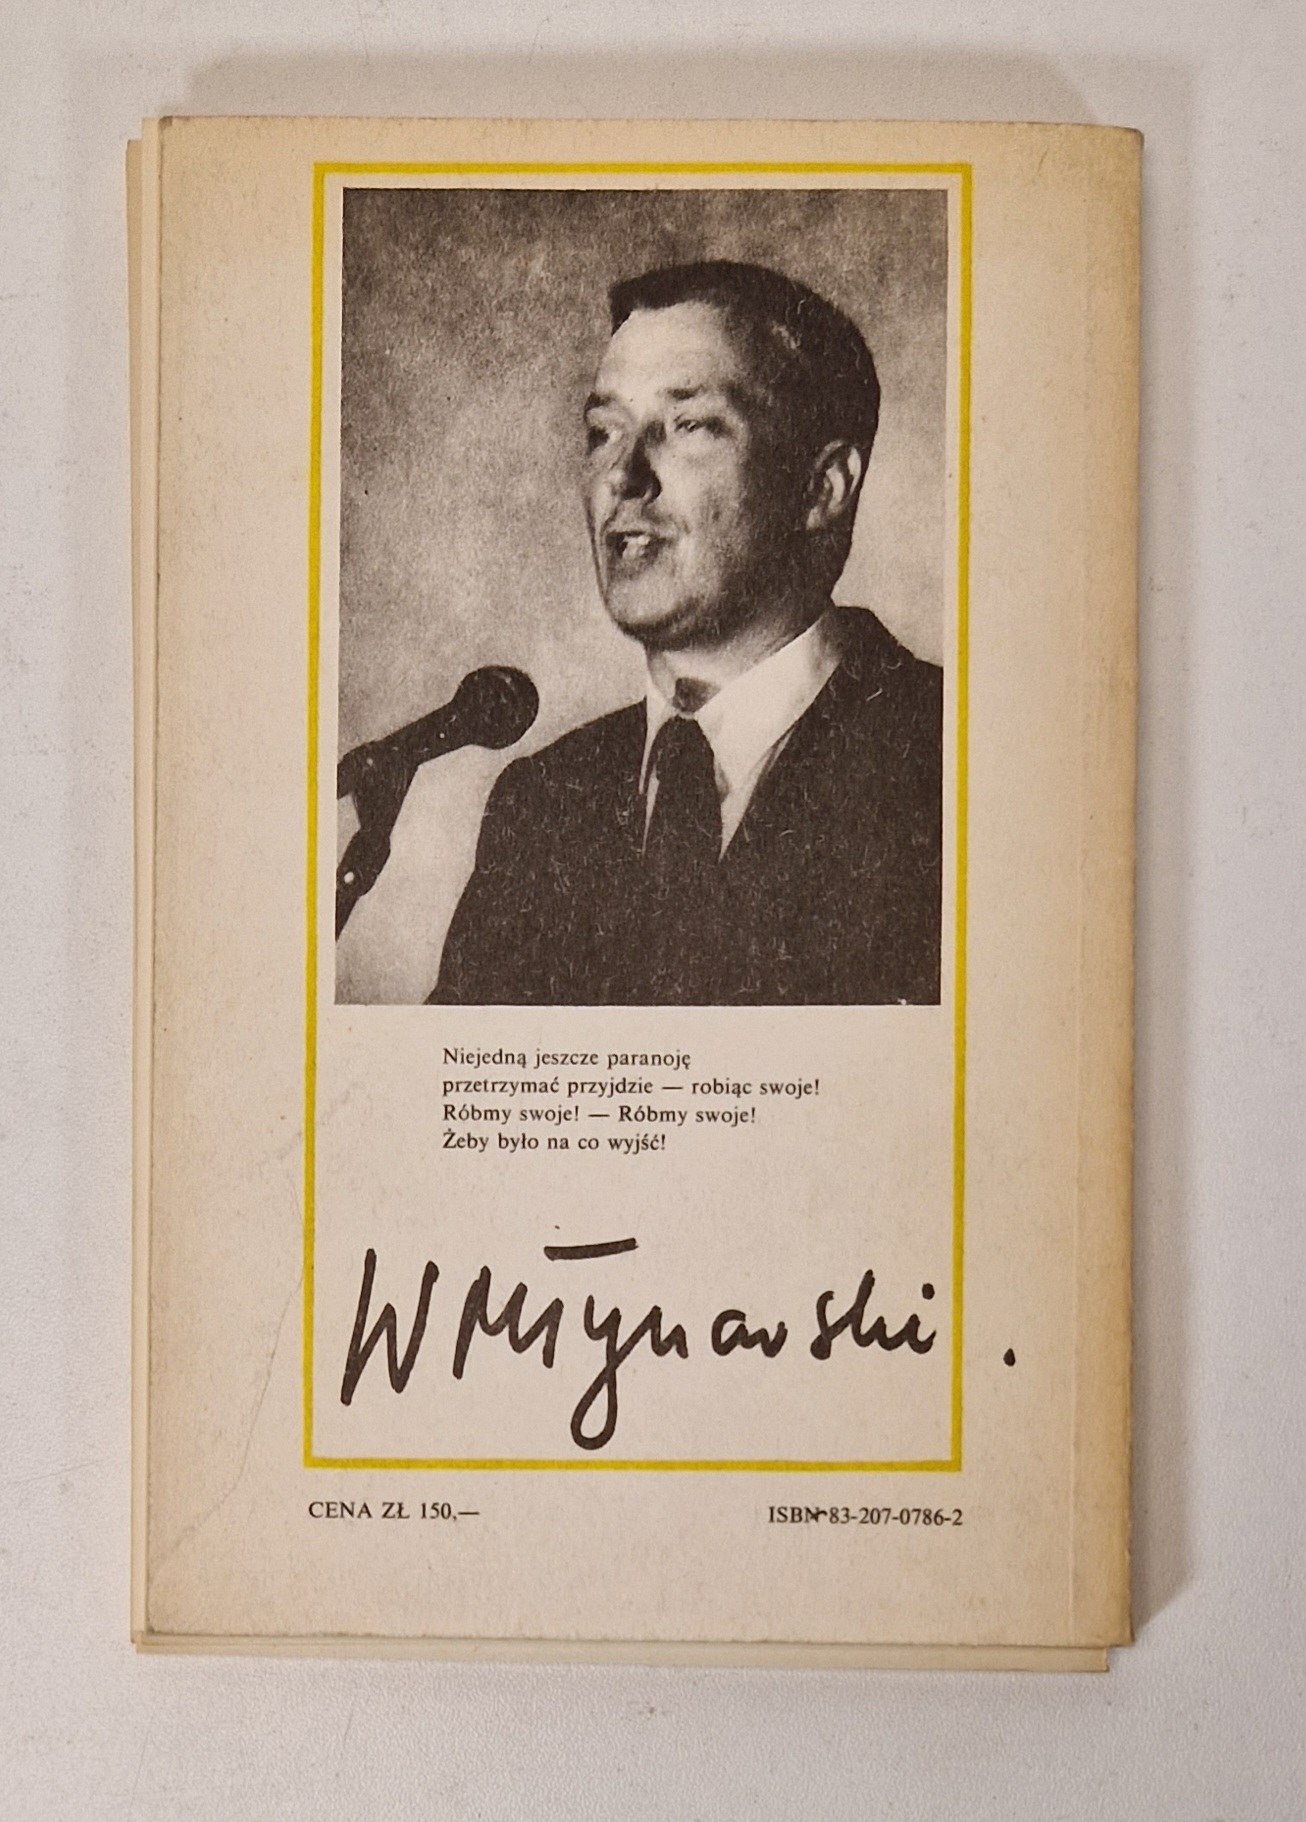 Niejedną jeszcze paranoję
przetrzymać przyjdzie — robiąc swoje!
Róbmy swoje! — Róbmy swoje!
Żeby było na co wyjść!
W Młynarski.
CENA ZŁ 150,—
ISBN 83-207-0786-2